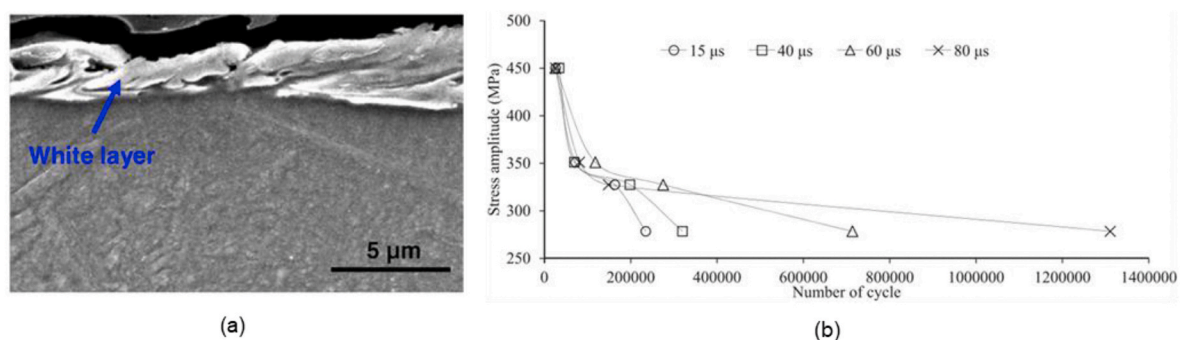 White layer
5 µm
(a)
500
450
400
350
300
250
Stress amplitude (MPa)
15 µs 40 µs 60 µs 80 µs
0 200000 400000 600000 800000 1000000 1200000 1400000
Number of cycle
(b)